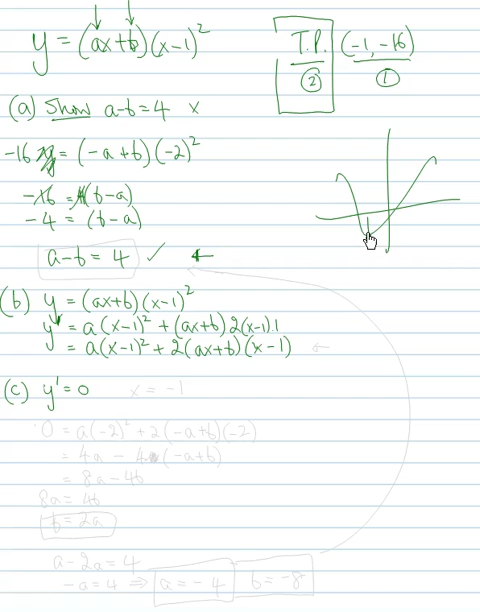 y = (ax+b)(x-1)²
T.P. (-1, -16)
② ①
(a) Show a-b=4 x
-16 = (-a+b)(-2)²
-16 = 4(b-a)
-4 = (b-a)
a-b = 4 ✓ ←
(b) y = (ax+b)(x-1)²
y' = a(x-1)² + (ax+b) 2(x-1).1
= a(x-1)² + 2(ax+b)(x-1) ←
(c) y' = 0 x = -1
0 = a(-2)² + 2(-a+b)(-2)
= 4a - 4(-a+b)
= 8a - 4b
8a = 4b
b = 2a
a - 2a = 4
-a = 4 ⇒ a = -4 b = -8